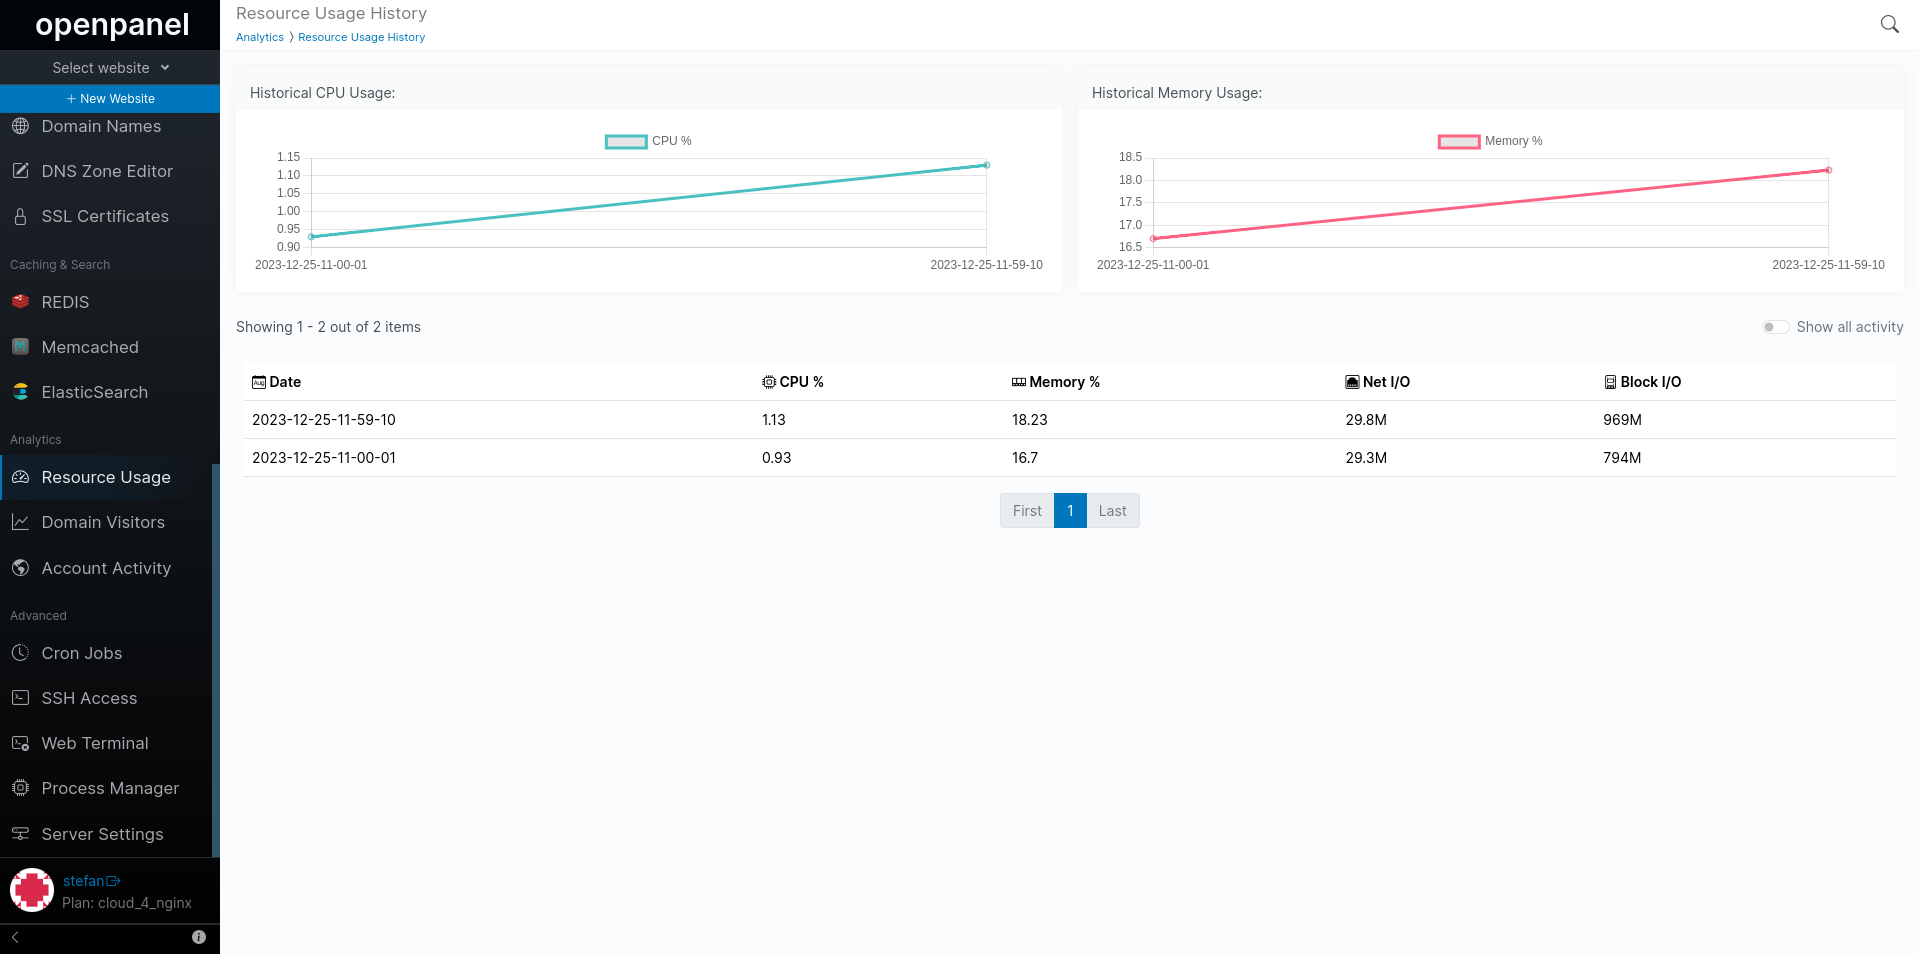 openpanel
Select website
+ New Website
Domain Names
DNS Zone Editor
SSL Certificates
Caching & Search
REDIS
Memcached
ElasticSearch
Analytics
Resource Usage
Domain Visitors
Account Activity
Advanced
Cron Jobs
SSH Access
Web Terminal
Process Manager
Server Settings
stefan
Plan: cloud_4_nginx
Resource Usage History
Analytics 〉 Resource Usage History
Historical CPU Usage:
CPU %
1.15
1.10
1.05
1.00
0.95
0.90
2023-12-25-11-00-01 2023-12-25-11-59-10
Historical Memory Usage:
Memory %
18.5
18.0
17.5
17.0
16.5
2023-12-25-11-00-01 2023-12-25-11-59-10
Showing 1 - 2 out of 2 items
Show all activity
Aug Date CPU % Memory % Net I/O Block I/O
2023-12-25-11-59-10 1.13 18.23 29.8M 969M
2023-12-25-11-00-01 0.93 16.7 29.3M 794M
First 1 Last